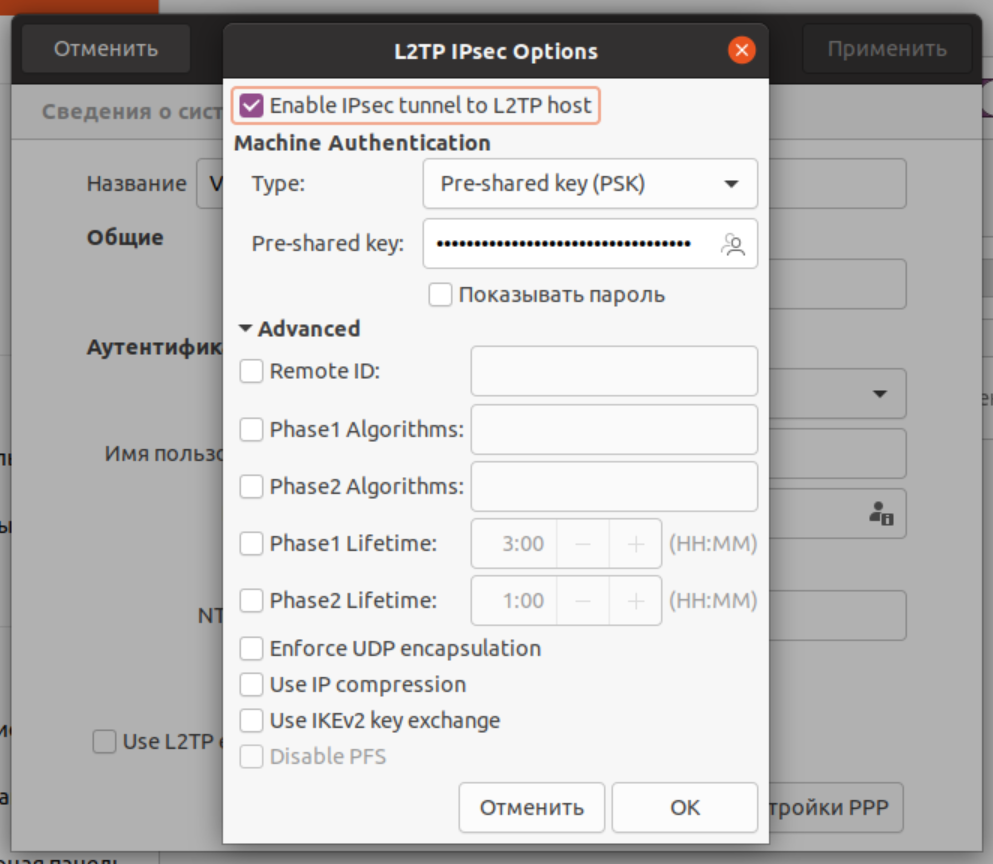 Отменить
L2TP IPsec Options
Применить
Сведения о сист
Enable IPsec tunnel to L2TP host
Machine Authentication
Название V
Type:
Pre-shared key (PSK)
Общие
Pre-shared key:
••••••••••••••••••••••••••••••••••
Показывать пароль
Advanced
Аутентифик
Remote ID:
Phase1 Algorithms:
Имя пользо
Phase2 Algorithms:
Phase1 Lifetime: 3:00 − + (HH:MM)
Phase2 Lifetime: 1:00 − + (HH:MM)
NT
Enforce UDP encapsulation
Use IP compression
Use IKEv2 key exchange
Use L2TP e
Disable PFS
Отменить
OK
тройки PPP